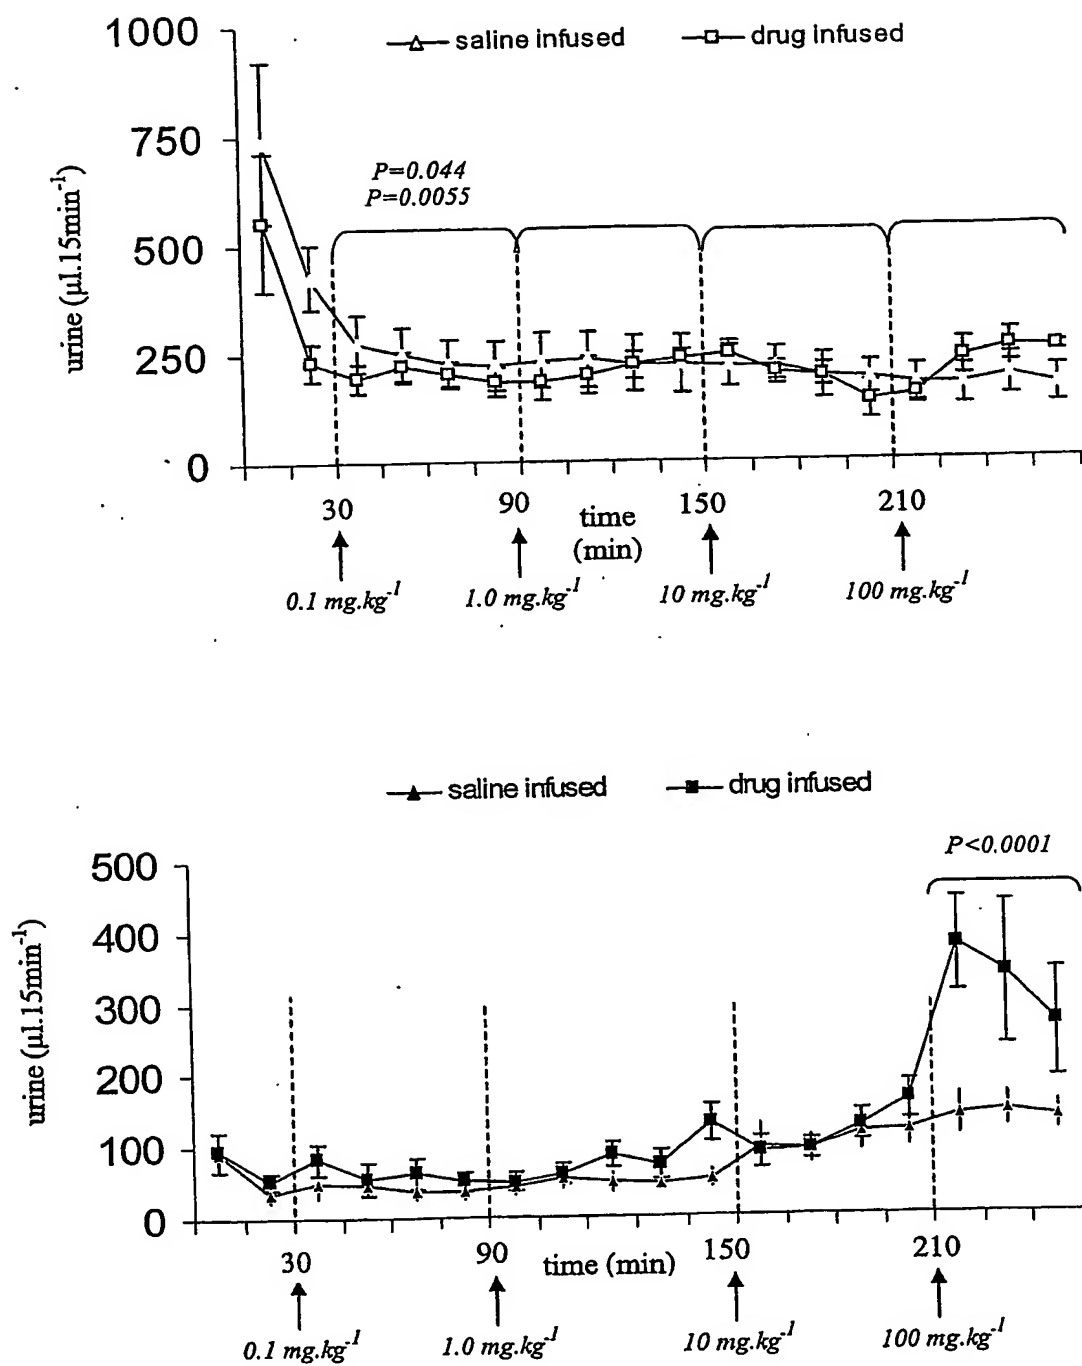 1000
saline infused drug infused
750
P=0.044
P=0.0055
500
250
0
urine (µl.15min⁻¹)
30 90 150 210
time
(min)
0.1 mg.kg⁻¹ 1.0 mg.kg⁻¹ 10 mg.kg⁻¹ 100 mg.kg⁻¹
saline infused drug infused
P<0.0001
500
400
300
200
100
0
urine (µl.15min⁻¹)
30 90 time (min) 150 210
0.1 mg.kg⁻¹ 1.0 mg.kg⁻¹ 10 mg.kg⁻¹ 100 mg.kg⁻¹